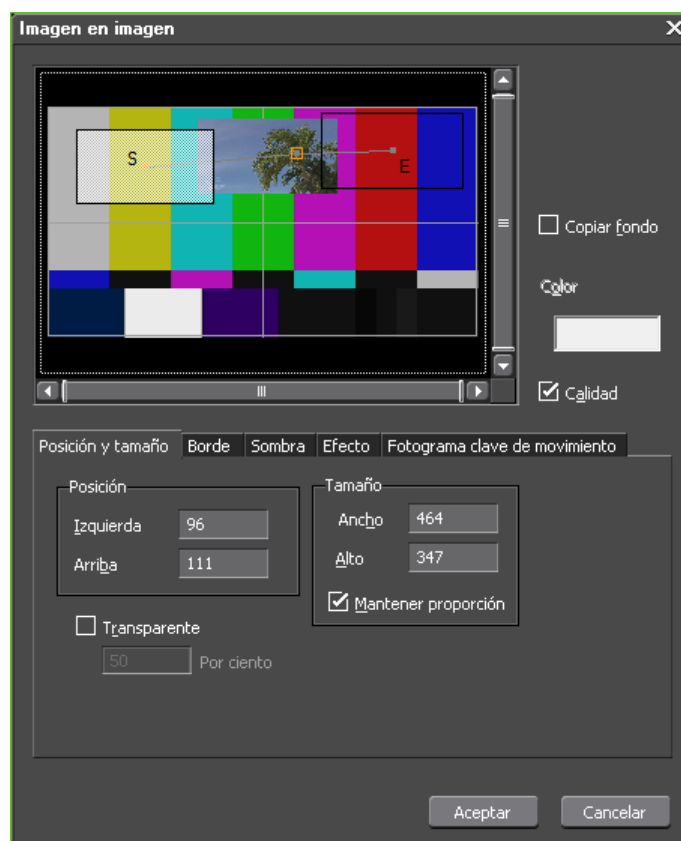 Imagen en imagen
S
E
Copiar fondo
Color
Calidad
Posición y tamaño Borde Sombra Efecto Fotograma clave de movimiento
Posición
Izquierda 96
Arriba 111
Tamaño
Ancho 464
Alto 347
Mantener proporción
Transparente
50 Por ciento
Aceptar Cancelar